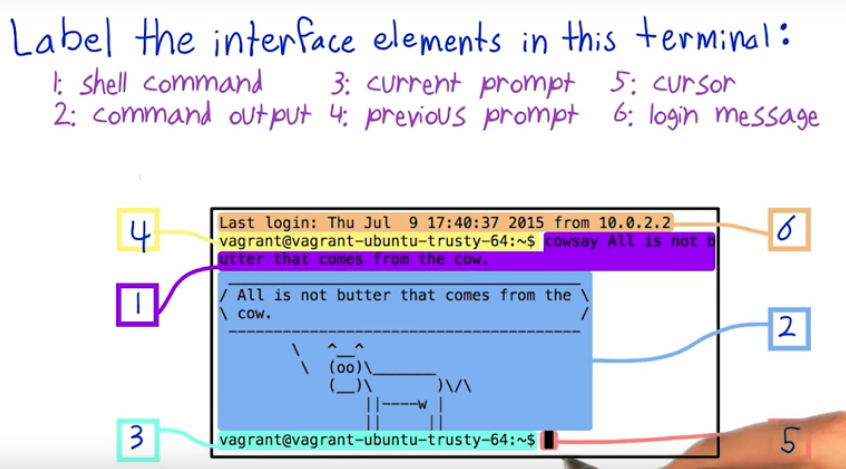 Label the interface elements in this terminal:
1: shell command 3: current prompt 5: cursor
2: command output 4: previous prompt 6: login message
4
Last login: Thu Jul  9 17:40:37 2015 from 10.0.2.2
6
vagrant@vagrant-ubuntu-trusty-64:~$ cowsay All is not b
utter that comes from the cow.
1
 _______________________________________
/ All is not butter that comes from the \
\ cow.                                  /
 ---------------------------------------
2
        \   ^__^
         \  (oo)\_______
            (__)\       )\/\
                ||----w |
                ||     ||
3
vagrant@vagrant-ubuntu-trusty-64:~$
5